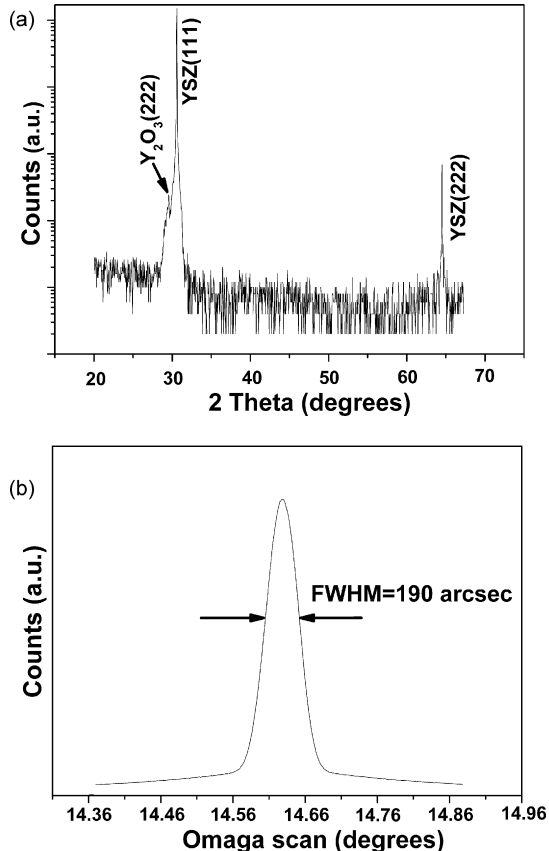 (a)
Counts (a.u.)
Y2O3(222)
YSZ(111)
YSZ(222)
20 30 40 50 60 70
2 Theta (degrees)
(b)
Counts (a.u.)
FWHM=190 arcsec
14.36 14.46 14.56 14.66 14.76 14.86 14.96
Omaga scan (degrees)